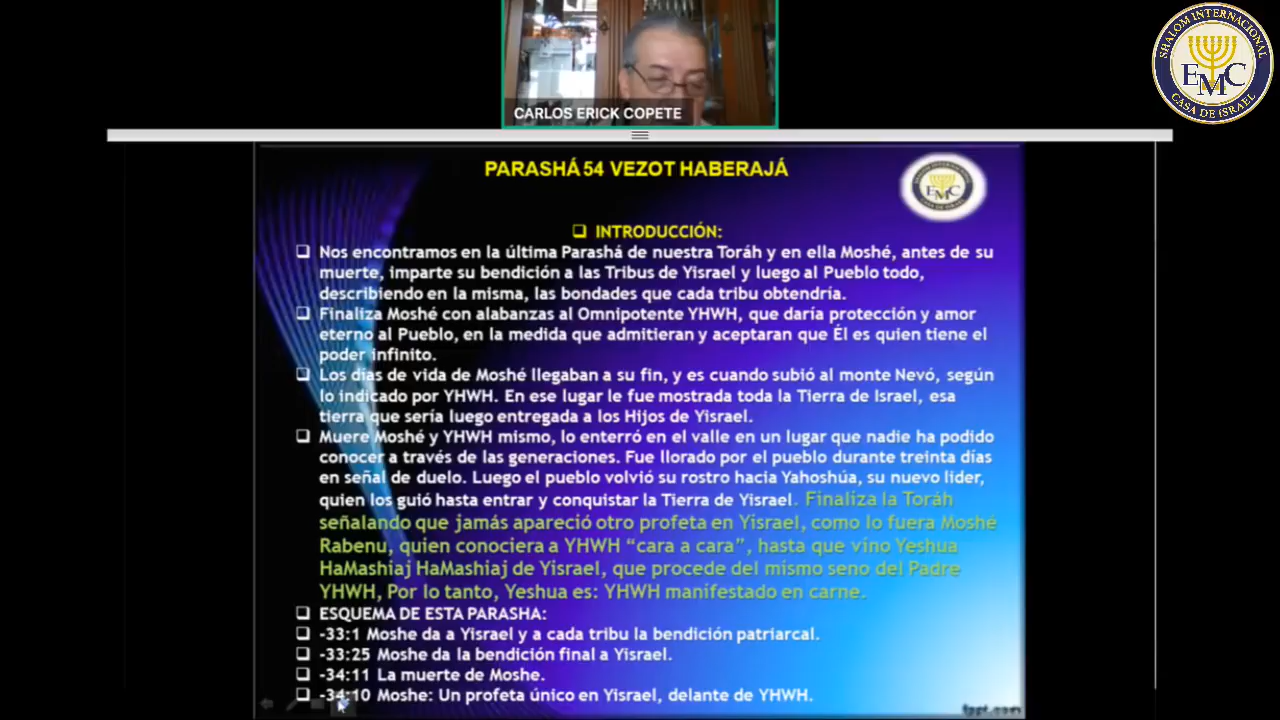 SHALOM INTERNACIONAL
EMC
CASA DE ISRAEL
CARLOS ERICK COPETE
PARASHÁ 54 VEZOT HABERAJÁ
SHALOM INTERNACIONAL
EMC
CASA DE ISRAEL
INTRODUCCIÓN:
Nos encontramos en la última Parashá de nuestra Toráh y en ella Moshé, antes de su
muerte, imparte su bendición a las Tribus de Yisrael y luego al Pueblo todo,
describiendo en la misma, las bondades que cada tribu obtendría.
Finaliza Moshé con alabanzas al Omnipotente YHWH, que daría protección y amor
eterno al Pueblo, en la medida que admitieran y aceptaran que Él es quien tiene el
poder infinito.
Los días de vida de Moshé llegaban a su fin, y es cuando subió al monte Nevó, según
lo indicado por YHWH. En ese lugar le fue mostrada toda la Tierra de Israel, esa
tierra que sería luego entregada a los Hijos de Yisrael.
Muere Moshé y YHWH mismo, lo enterró en el valle en un lugar que nadie ha podido
conocer a través de las generaciones. Fue llorado por el pueblo durante treinta días
en señal de duelo. Luego el pueblo volvió su rostro hacia Yahoshúa, su nuevo lider,
quien los guió hasta entrar y conquistar la Tierra de Yisrael. Finaliza la Toráh
señalando que jamás apareció otro profeta en Yisrael, como lo fuera Moshé
Rabenu, quien conociera a YHWH “cara a cara”, hasta que víno Yeshua
HaMashiaj HaMashiaj de Yisrael, que procede del mismo seno del Padre
YHWH, Por lo tanto, Yeshua es: YHWH manifestado en carne.
ESQUEMA DE ESTA PARASHA:
-33:1 Moshe da a Yisrael y a cada tribu la bendición patriarcal.
-33:25 Moshe da la bendición final a Yisrael.
-34:11 La muerte de Moshe.
-34:10 Moshe: Un profeta único en Yisrael, delante de YHWH.
fppt.com